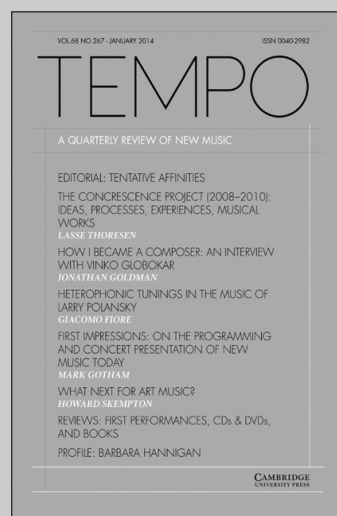 VOL.68 NO.267 - JANUARY 2014 ISSN 0040-2982
TEMPO
A QUARTERLY REVIEW OF NEW MUSIC
EDITORIAL: TENTATIVE AFFINITIES
THE CONCRESCENCE PROJECT (2008–2010):
IDEAS, PROCESSES, EXPERIENCES, MUSICAL
WORKS
LASSE THORESEN
HOW I BECAME A COMPOSER: AN INTERVIEW
WITH VINKO GLOBOKAR
JONATHAN GOLDMAN
HETEROPHONIC TUNINGS IN THE MUSIC OF
LARRY POLANSKY
GIACOMO FIORE
FIRST IMPRESSIONS: ON THE PROGRAMMING
AND CONCERT PRESENTATION OF NEW
MUSIC TODAY
MARK GOTHAM
WHAT NEXT FOR ART MUSIC?
HOWARD SKEMPTON
REVIEWS: FIRST PERFORMANCES, CDs & DVDs,
AND BOOKS
PROFILE: BARBARA HANNIGAN
CAMBRIDGE
UNIVERSITY PRESS